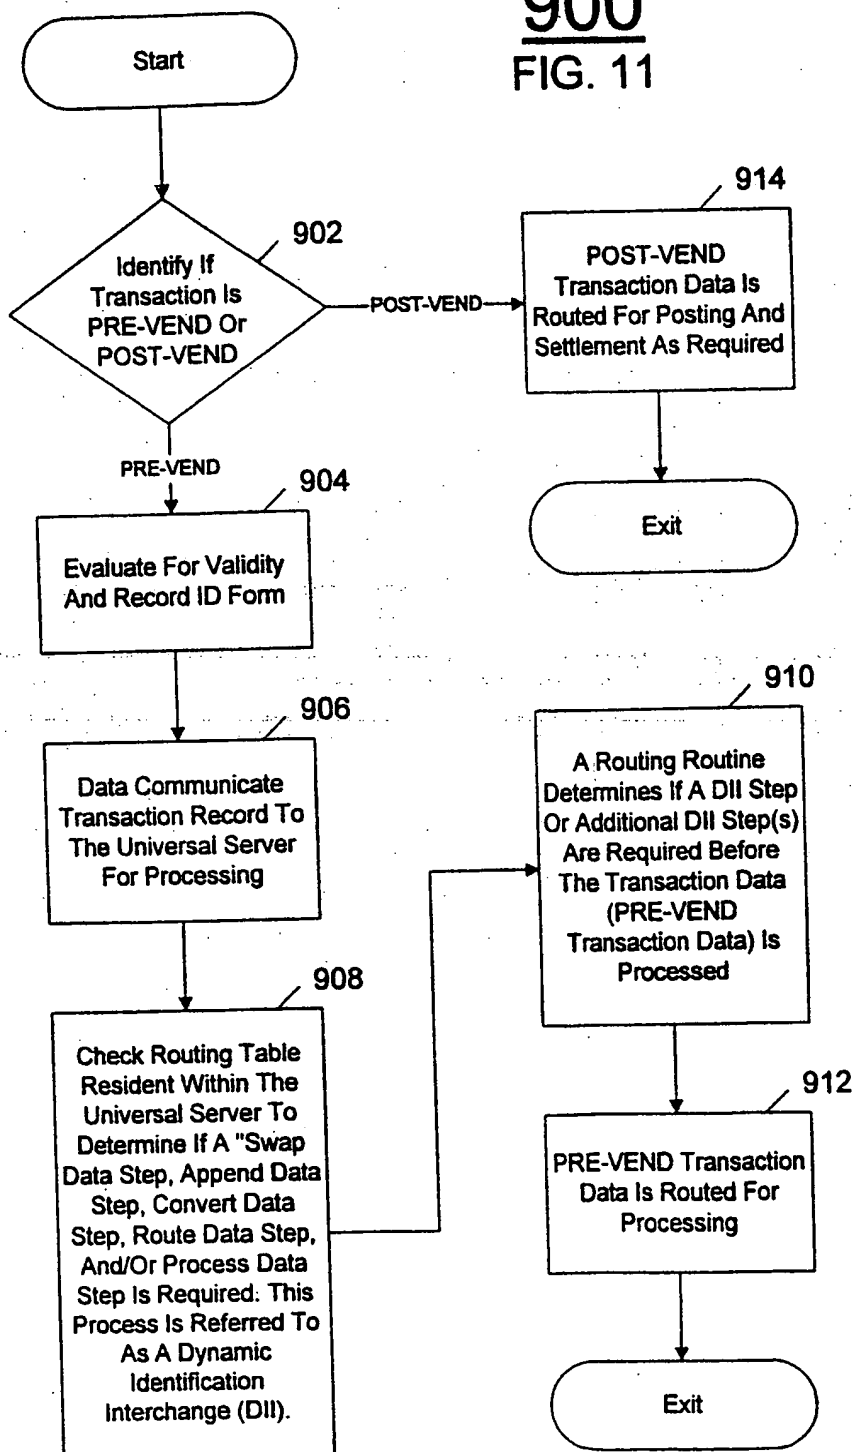 900
FIG. 11
Start
902
Identify If
Transaction Is
PRE-VEND Or
POST-VEND
POST-VEND
914
POST-VEND
Transaction Data Is
Routed For Posting And
Settlement As Required
Exit
PRE-VEND
904
Evaluate For Validity
And Record ID Form
906
Data Communicate
Transaction Record To
The Universal Server
For Processing
908
Check Routing Table
Resident Within The
Universal Server To
Determine If A "Swap
Data Step, Append Data
Step, Convert Data
Step, Route Data Step,
And/Or Process Data
Step Is Required. This
Process Is Referred To
As A Dynamic
Identification
Interchange (DII).
910
A Routing Routine
Determines If A DII Step
Or Additional DII Step(s)
Are Required Before
The Transaction Data
(PRE-VEND
Transaction Data) Is
Processed
912
PRE-VEND Transaction
Data Is Routed For
Processing
Exit